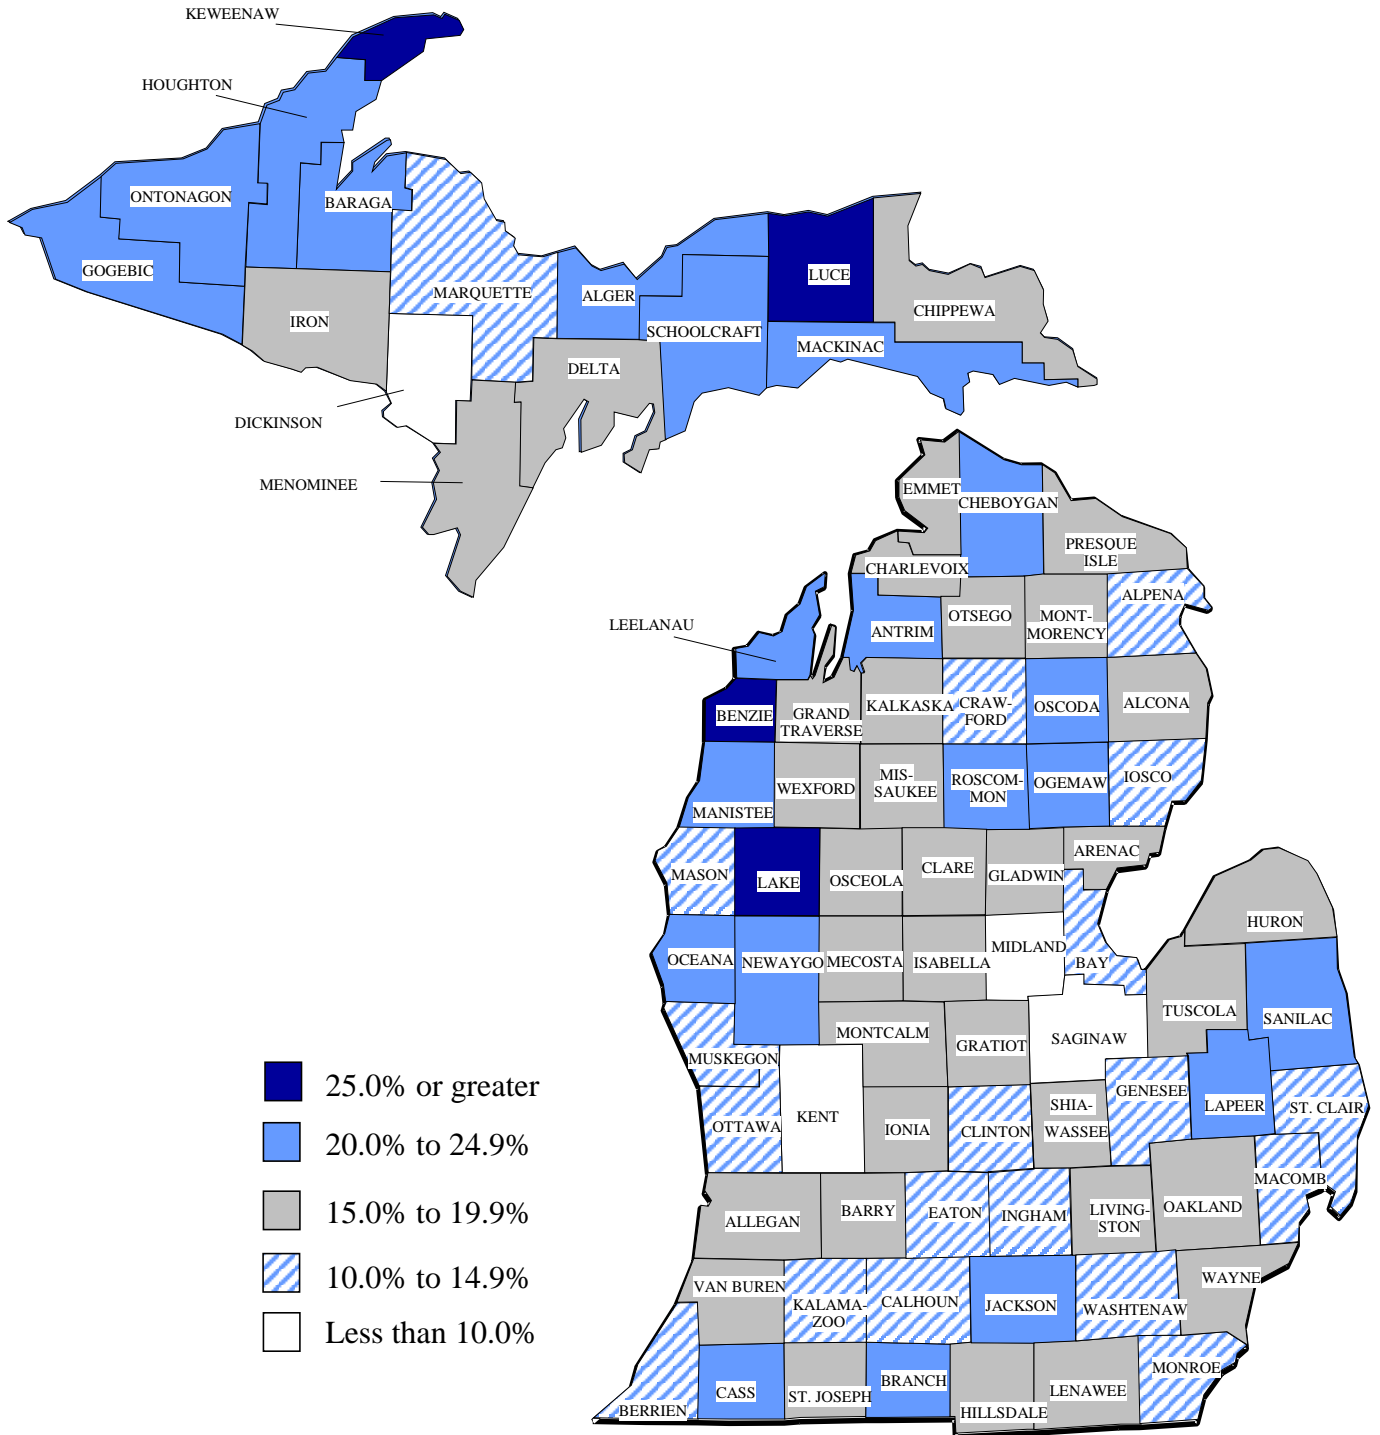 KEWEENAW
HOUGHTON
ONTONAGON
BARAGA
GOGEBIC
MARQUETTE
ALGER
LUCE
IRON
SCHOOLCRAFT
CHIPPEWA
MACKINAC
DELTA
DICKINSON
MENOMINEE
EMMET
CHEBOYGAN
PRESQUE
ISLE
CHARLEVOIX
ALPENA
LEELANAU
ANTRIM
OTSEGO
MONT-
MORENCY
BENZIE
GRAND
TRAVERSE
KALKASKA
CRAW-
FORD
OSCODA
ALCONA
MANISTEE
WEXFORD
MIS-
SAUKEE
ROSCOM-
MON
OGEMAW
IOSCO
MASON
LAKE
OSCEOLA
CLARE
GLADWIN
ARENAC
HURON
OCEANA
NEWAYGO
MECOSTA
ISABELLA
MIDLAND
BAY
TUSCOLA
SANILAC
MUSKEGON
MONTCALM
GRATIOT
SAGINAW
OTTAWA
KENT
IONIA
CLINTON
SHIA-
WASSEE
GENESEE
LAPEER
ST. CLAIR
ALLEGAN
BARRY
EATON
INGHAM
LIVING-
STON
OAKLAND
MACOMB
VAN BUREN
KALAMA-
ZOO
CALHOUN
JACKSON
WASHTENAW
WAYNE
BERRIEN
CASS
ST. JOSEPH
BRANCH
HILLSDALE
LENAWEE
MONROE
25.0% or greater
20.0% to 24.9%
15.0% to 19.9%
10.0% to 14.9%
Less than 10.0%